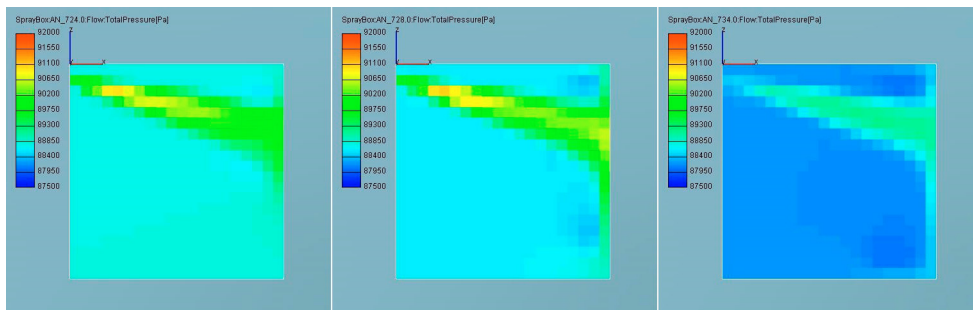 SprayBox:AN_724.0:Flow:TotalPressure[Pa]
92000
91550
91100
90650
90200
89750
89300
88850
88400
87950
87500
Z
Y
X
SprayBox:AN_728.0:Flow:TotalPressure[Pa]
92000
91550
91100
90650
90200
89750
89300
88850
88400
87950
87500
Z
Y
X
SprayBox:AN_734.0:Flow:TotalPressure[Pa]
92000
91550
91100
90650
90200
89750
89300
88850
88400
87950
87500
Z
Y
X